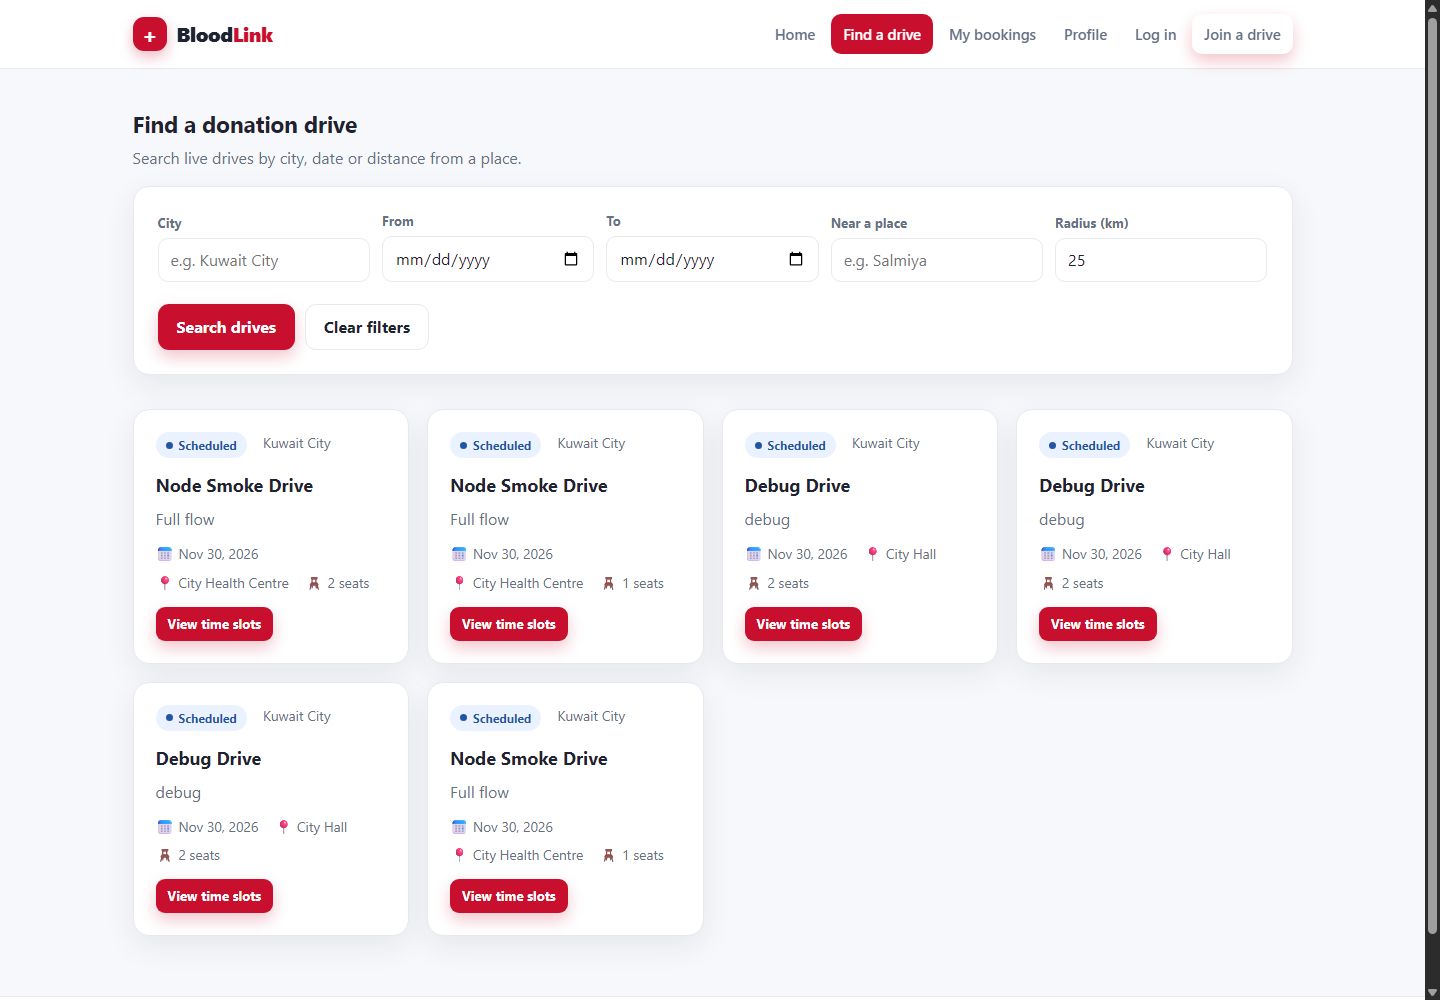 + BloodLink
Home Find a drive My bookings Profile Log in Join a drive
Find a donation drive
Search live drives by city, date or distance from a place.
City From To Near a place Radius (km)
e.g. Kuwait City mm/dd/yyyy mm/dd/yyyy e.g. Salmiya 25
Search drives Clear filters
Scheduled Kuwait City
Node Smoke Drive
Full flow
Nov 30, 2026
City Health Centre 2 seats
View time slots
Scheduled Kuwait City
Node Smoke Drive
Full flow
Nov 30, 2026
City Health Centre 1 seats
View time slots
Scheduled Kuwait City
Debug Drive
debug
Nov 30, 2026 City Hall
2 seats
View time slots
Scheduled Kuwait City
Debug Drive
debug
Nov 30, 2026 City Hall
2 seats
View time slots
Scheduled Kuwait City
Debug Drive
debug
Nov 30, 2026 City Hall
2 seats
View time slots
Scheduled Kuwait City
Node Smoke Drive
Full flow
Nov 30, 2026
City Health Centre 1 seats
View time slots